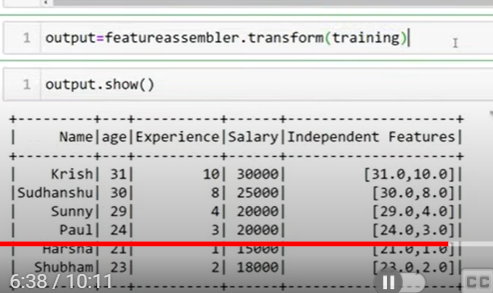 1 output=featureassembler.transform(training)
1 output.show()
+---------+---+----------+------+--------------------+
|     Name|age|Experience|Salary|Independent Features|
+---------+---+----------+------+--------------------+
|    Krish| 31|        10| 30000|         [31.0,10.0]|
|Sudhanshu| 30|         8| 25000|          [30.0,8.0]|
|    Sunny| 29|         4| 20000|          [29.0,4.0]|
|     Paul| 24|         3| 20000|          [24.0,3.0]|
|   Harsha| 21|         1| 15000|          [21.0,1.0]|
|  Shubham| 23|         2| 18000|          [23.0,2.0]|
6:38 / 10:11 CC